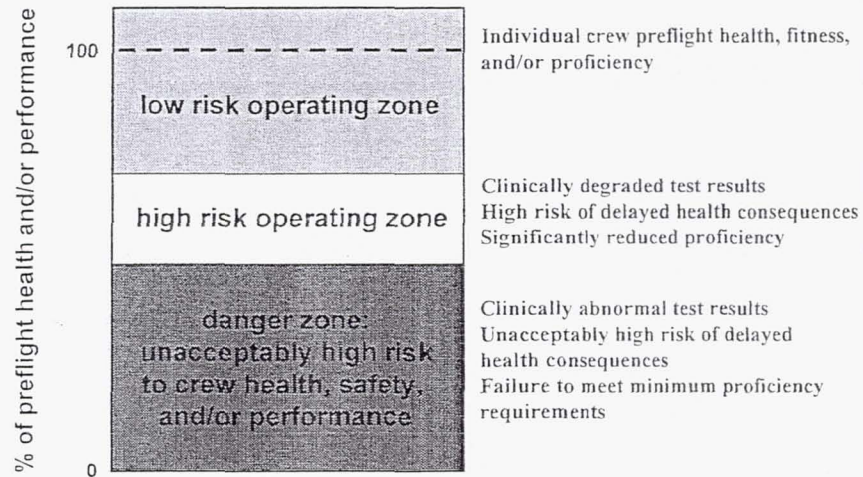 % of preflight health and/or performance
100
low risk operating zone
high risk operating zone
danger zone:
unacceptably high risk
to crew health, safety,
and/or performance
0
Individual crew preflight health, fitness,
and/or proficiency
Clinically degraded test results
High risk of delayed health consequences
Significantly reduced proficiency
Clinically abnormal test results
Unacceptably high risk of delayed
health consequences
Failure to meet minimum proficiency
requirements